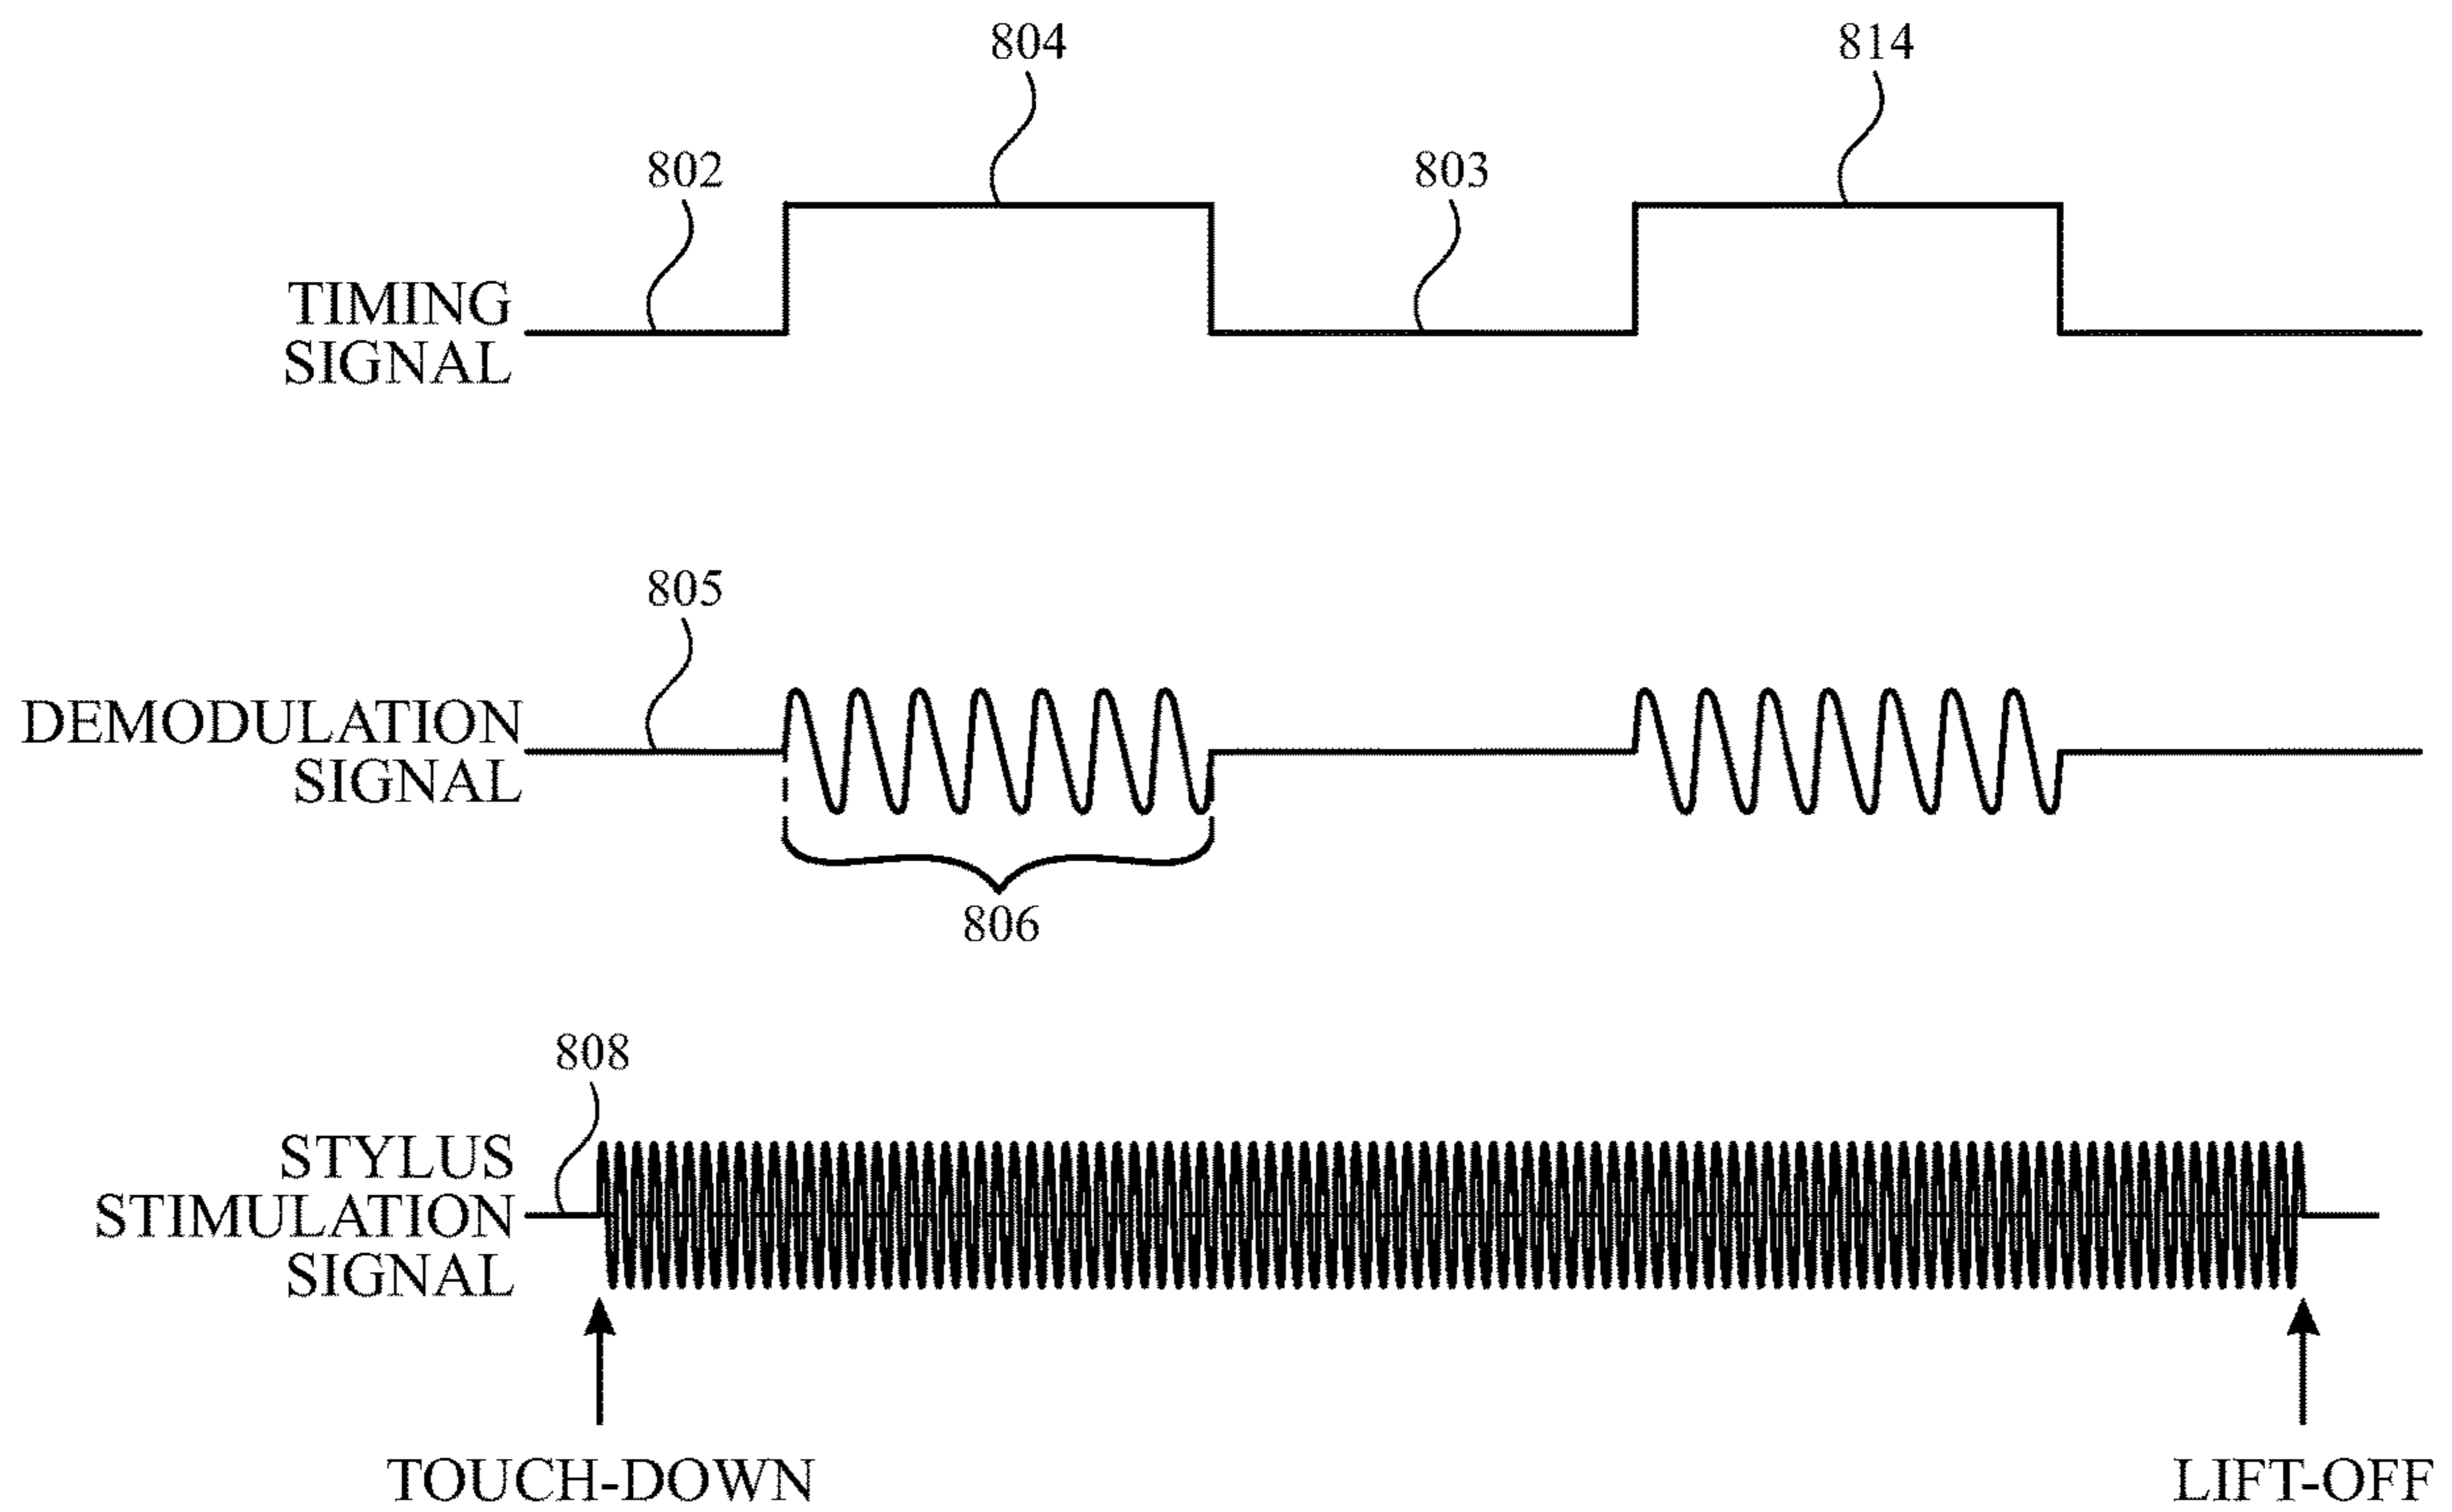 804
814
802
803
TIMING
SIGNAL
805
DEMODULATION
SIGNAL
806
808
STYLUS
STIMULATION
SIGNAL
TOUCH-DOWN
LIFT-OFF